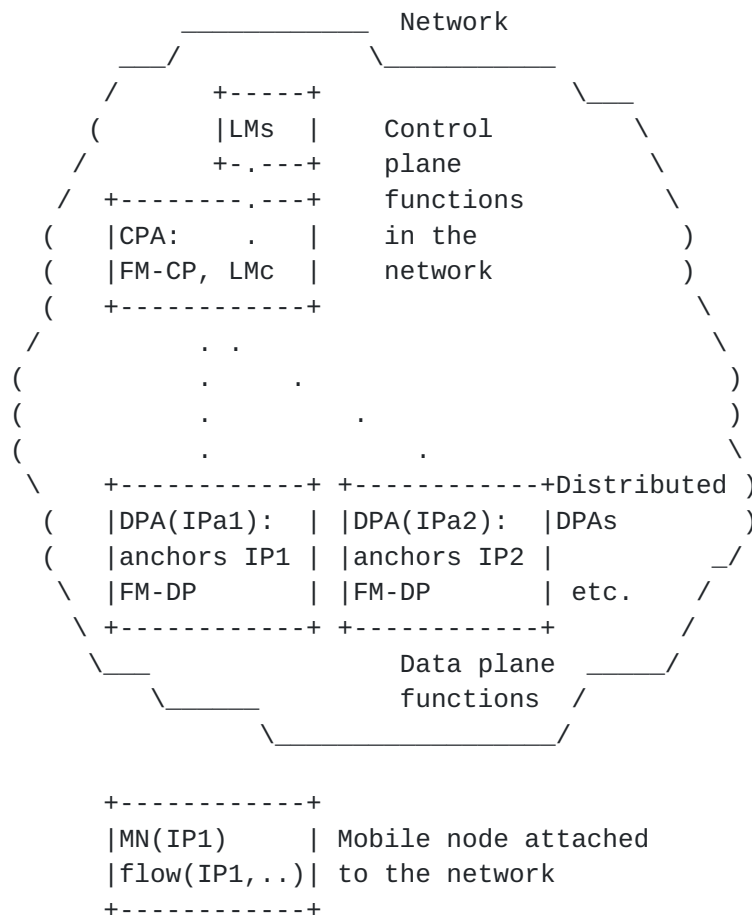 Network
LMs Control
plane
functions
CPA: in the
FM-CP, LMc network
Distributed
DPA(IPa1): DPA(IPa2): DPAs
anchors IP1 anchors IP2
FM-DP FM-DP etc.
Data plane
functions
MN(IP1) Mobile node attached
flow(IP1,..) to the network